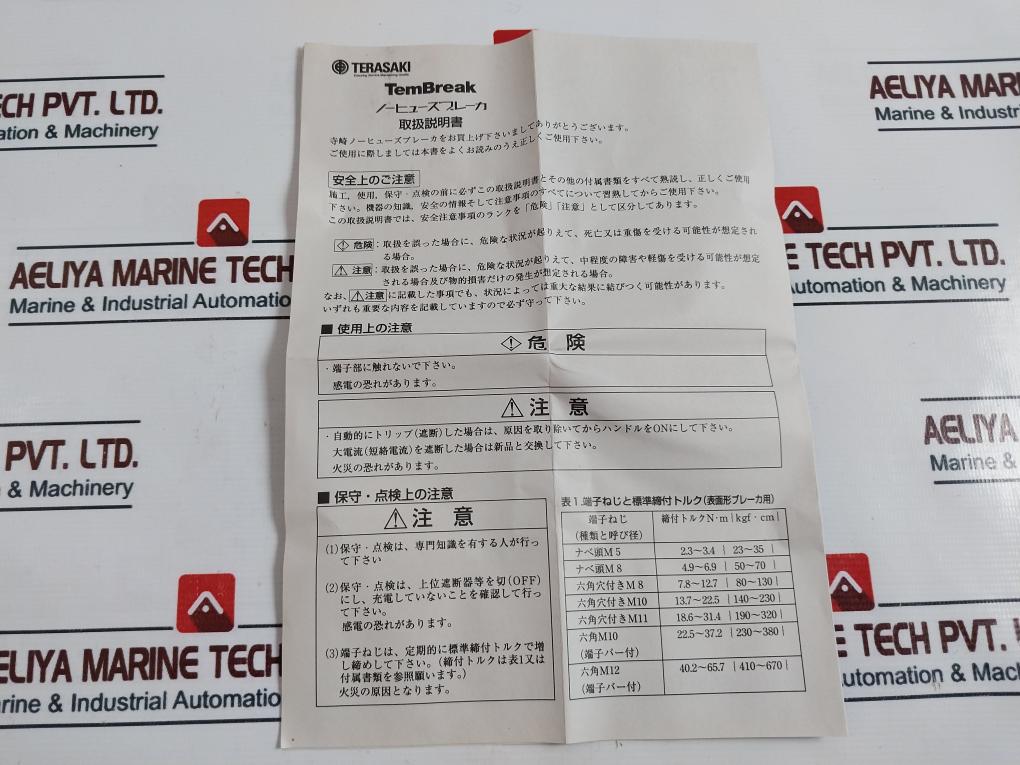 TERASAKI
TemBreak
ノーヒューズブレーカ
取扱説明書
寺崎ノーヒューズブレーカをお買上げ下さいましてありがとうございます。
ご使用に際しましては本書をよくお読みのうえ正しくご使用下さい。
安全上のご注意
施工，使用，保守・点検の前に必ずこの取扱説明書とその他の付属書類をすべて熟読し、正しくご使用
下さい。機器の知識，安全の情報そして注意事項のすべてについて習熟してからご使用下さい。
この取扱説明書では、安全注意事項のランクを「危険」「注意」として区分してあります。
危険：取扱を誤った場合に、危険な状況が起りえて、死亡又は重傷を受ける可能性が想定され
る場合。
注意：取扱を誤った場合に、危険な状況が起りえて、中程度の障害や軽傷を受ける可能性が想定
される場合及び物的損害だけの発生が想定される場合。
なお、注意に記載した事項でも、状況によっては重大な結果に結びつく可能性があります。
いずれも重要な内容を記載していますので必ず守って下さい。
■ 使用上の注意
危 険
・端子部に触れないで下さい。
感電の恐れがあります。
注 意
・自動的にトリップ(遮断)した場合は、原因を取り除いてからハンドルをONにして下さい。
大電流(短絡電流)を遮断した場合は新品と交換して下さい。
火災の恐れがあります。
■ 保守・点検上の注意
注 意
(1)保守・点検は、専門知識を有する人が行っ
て下さい
(2)保守・点検は、上位遮断器等を切(OFF)
にし、充電していないことを確認して行っ
て下さい。
感電の恐れがあります。
(3)端子ねじは、定期的に標準締付トルクで増
し締めして下さい。（締付トルクは表1又は
付属書類を参照願います。）
火災の原因となります。
表1.端子ねじと標準締付トルク(表面形ブレーカ用)
端子ねじ 締付トルクN·m|kgf·cm|
(種類と呼び径)
ナベ頭M5 2.3～3.4 | 23～35 |
ナベ頭M8 4.9～6.9 | 50～70 |
六角穴付きM8 7.8～12.7 | 80～130|
六角穴付きM10 13.7～22.5 |140～230|
六角穴付きM11 18.6～31.4 |190～320|
六角M10 22.5～37.2 |230～380|
(端子バー付)
六角M12 40.2～65.7 |410～670|
(端子バー付)
TECH PVT. LTD.
omation & Machinery
AELIYA MAR
Marine & Industri
AELIYA MARINE TECH
Marine & Industrial Automation
TECH PVT. LTD.
utomation & Machinery
PVT. LTD.
& Machinery
AELIY
Marine &
ELIYA MARINE TECH
rine & Industrial Automation
TECH PVT.
utomation & Mach